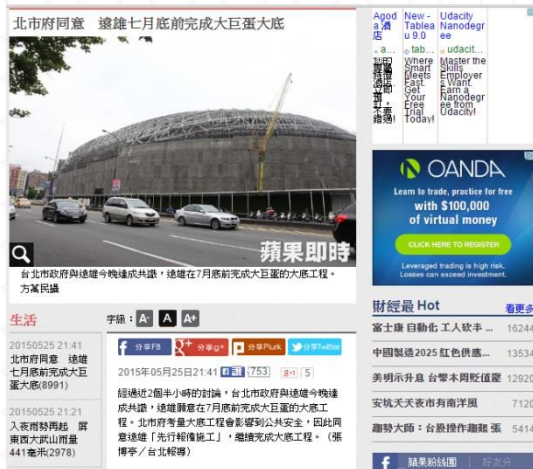 北市府同意　遠雄七月底前完成大巨蛋大底
蘋果即時
台北市政府與遠雄今晚達成共識，遠雄在7月底前完成大巨蛋的大底工程。
方萬民攝
生活
20150525 21:41
北市府同意　遠雄
七月底前完成大巨
蛋大底(8991)
20150525 21:21
入夜雨勢再起　屏
東西大武山雨量
441毫米(2978)
字級：A- A A+
分享FB
分享g+
分享Plurk
分享Twitter
2015年05月25日21:41 753 g+1 5
經過近2個半小時的討論，台北市政府與遠雄今晚達
成共識，遠雄願意在7月底前完成大巨蛋的大底工
程。北市府考量大底工程會影響到公共安全，因此同
意遠雄「先行報備施工」，繼續完成大底工程。（張
博亭／台北報導）
Agod
a 酒
店
New -
Tablea
u 9.0
tab...
Where
Smart
Meets
Fast.
Get
Your
Free
Trial
Today!
Udacity
Nanodegr
ee
udacit...
Master the
Skills
Employer
s Want.
Earn a
Nanodegr
ee from
Udacity!
OANDA
Learn to trade, practice for free
with $100,000
of virtual money
CLICK HERE TO REGISTER
Leveraged trading is high risk.
Losses can exceed investment.
財經最 Hot
看更多
富士康 自動化 工人砍半 ... 16244
中國製造2025 紅色供應... 13534
美明示升息 台幣本周貶值壓 12920
安坑天天夜市有南洋風 7120
趨勢大師：台股操作趨謹 張 5414
蘋果粉絲團